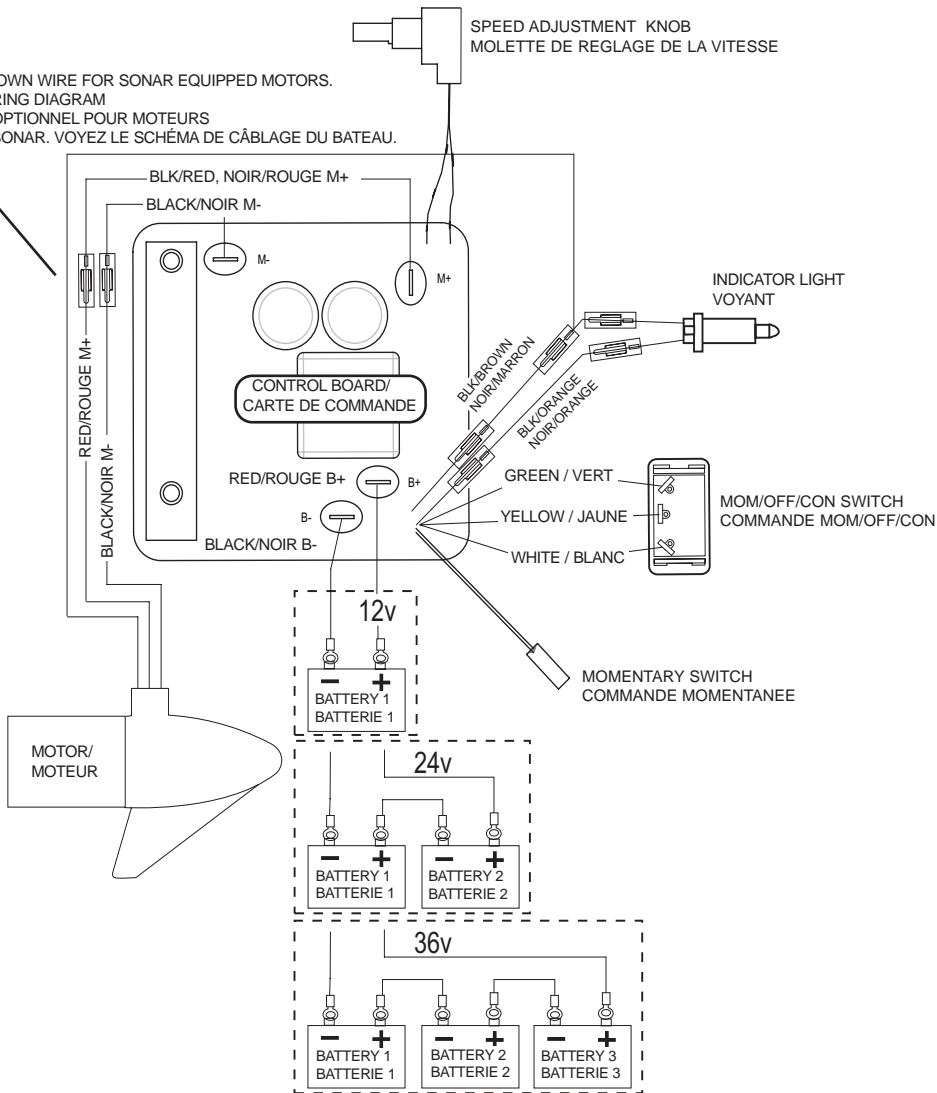 SPEED ADJUSTMENT KNOB
MOLETTE DE REGLAGE DE LA VITESSE
OWN WIRE FOR SONAR EQUIPPED MOTORS.
RING DIAGRAM
OPTIONNEL POUR MOTEURS
SONAR. VOYEZ LE SCHÉMA DE CÂBLAGE DU BATEAU.
BLK/RED, NOIR/ROUGE M+
BLACK/NOIR M-
M-
M+
INDICATOR LIGHT
VOYANT
RED/ROUGE M+
BLACK/NOIR M-
BLK/BROWN
NOIR/MARRON
BLK/ORANGE
NOIR/ORANGE
CONTROL BOARD/
CARTE DE COMMANDE
RED/ROUGE B+
B+
B-
BLACK/NOIR B-
GREEN / VERT
YELLOW / JAUNE
WHITE / BLANC
MOM/OFF/CON SWITCH
COMMANDE MOM/OFF/CON
MOMENTARY SWITCH
COMMANDE MOMENTANEE
MOTOR/
MOTEUR
12v
– +
BATTERY 1
BATTERIE 1
24v
– +
BATTERY 1
BATTERIE 1
– +
BATTERY 2
BATTERIE 2
36v
– +
BATTERY 1
BATTERIE 1
– +
BATTERY 2
BATTERIE 2
– +
BATTERY 3
BATTERIE 3